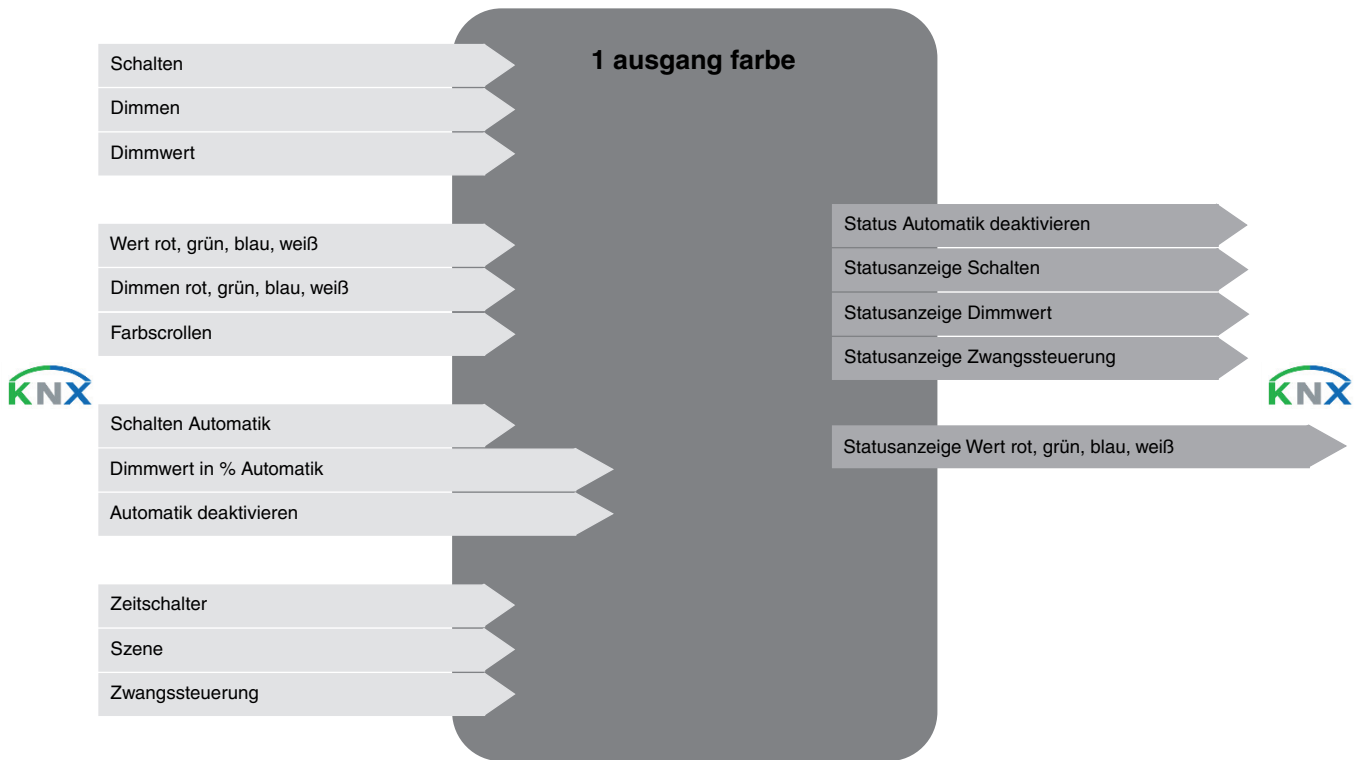 1 ausgang farbe
Schalten
Dimmen
Dimmwert
Wert rot, grün, blau, weiß
Dimmen rot, grün, blau, weiß
Farbscrollen
KNX
Schalten Automatik
Dimmwert in % Automatik
Automatik deaktivieren
Zeitschalter
Szene
Zwangssteuerung
Status Automatik deaktivieren
Statusanzeige Schalten
Statusanzeige Dimmwert
Statusanzeige Zwangssteuerung
KNX
Statusanzeige Wert rot, grün, blau, weiß